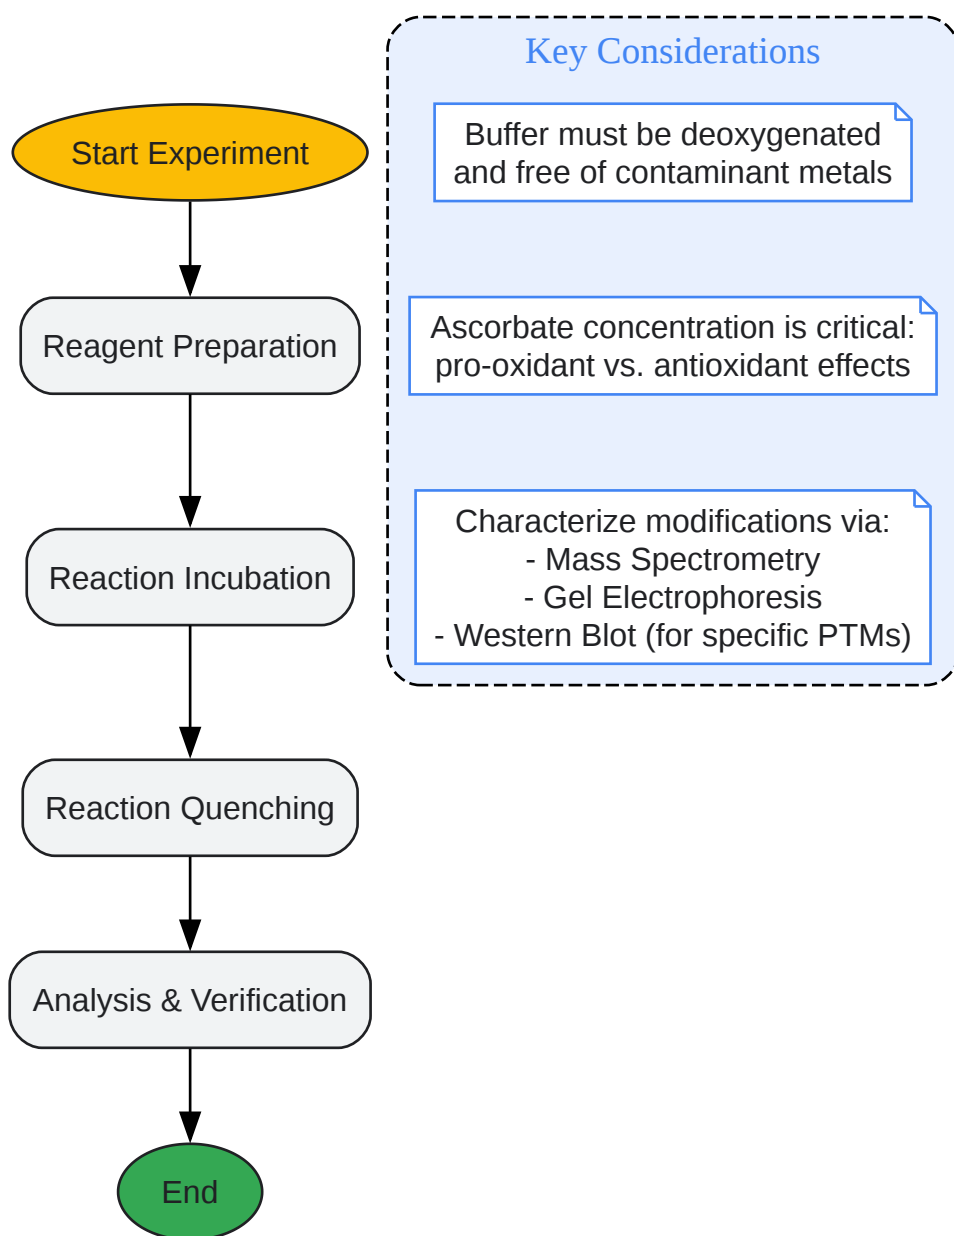 Start Experiment
Reagent Preparation
Reaction Incubation
Reaction Quenching
Analysis & Verification
End
Key Considerations
Buffer must be deoxygenated
and free of contaminant metals
Ascorbate concentration is critical:
pro-oxidant vs. antioxidant effects
Characterize modifications via:
- Mass Spectrometry
- Gel Electrophoresis
- Western Blot (for specific PTMs)